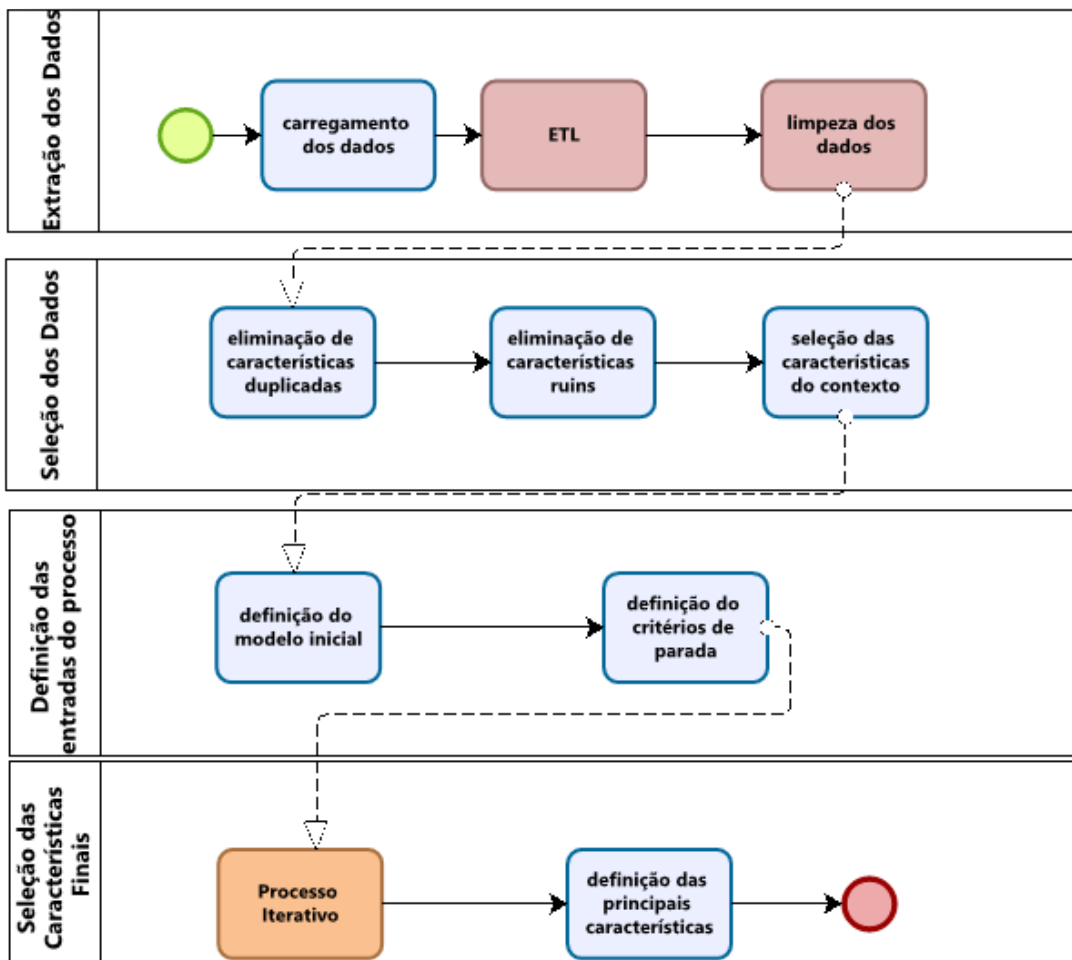 Extração dos Dados
carregamento
dos dados
ETL
limpeza dos
dados
Seleção dos Dados
eliminação de
características
duplicadas
eliminação de
características
ruins
seleção das
características
do contexto
Definição das
entradas do processo
definição do
modelo inicial
definição do
critérios de
parada
Seleção das
Características
Finais
Processo
Iterativo
definição das
principais
características